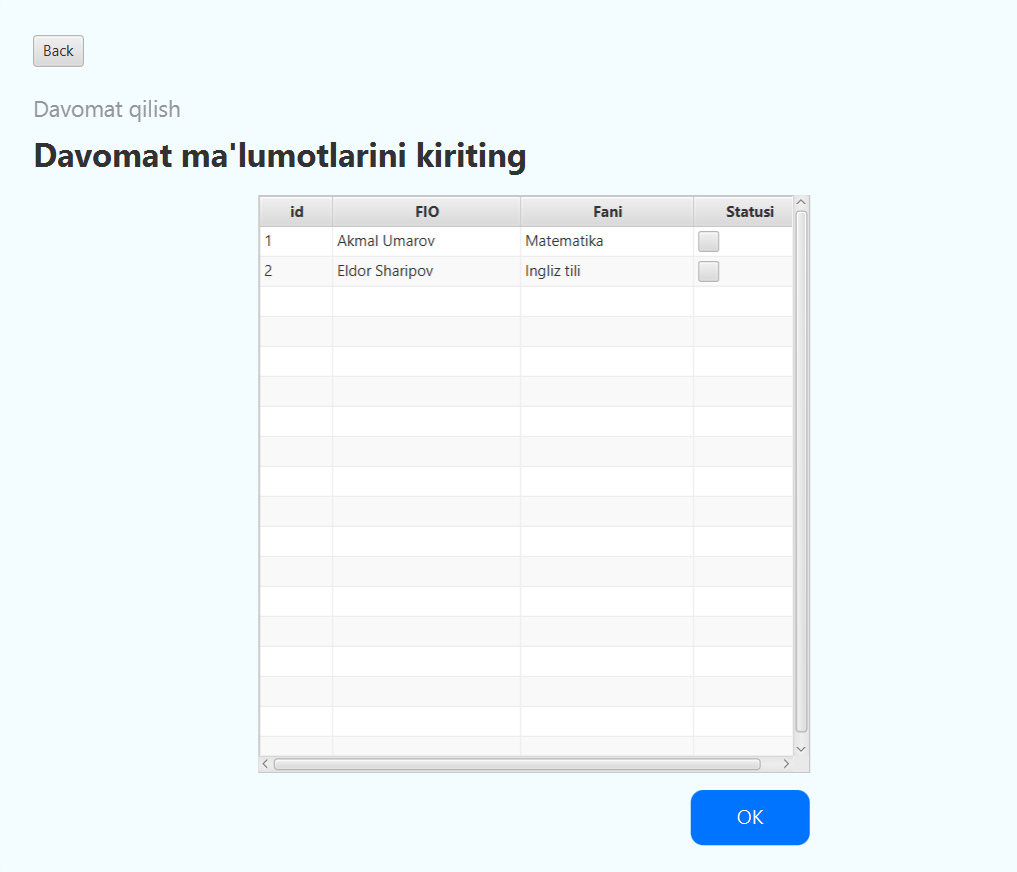 Back
Davomat qilish
Davomat ma'lumotlarini kiriting
id FIO Fani Statusi
1 Akmal Umarov Matematika
2 Eldor Sharipov Ingliz tili
OK